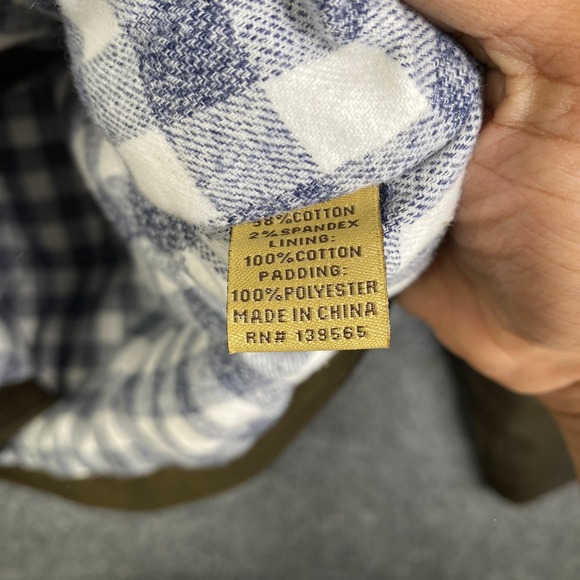 98%COTTON
2%SPANDEX
LINING:
100%COTTON
PADDING:
100%POLYESTER
MADE IN CHINA
RN# 139565